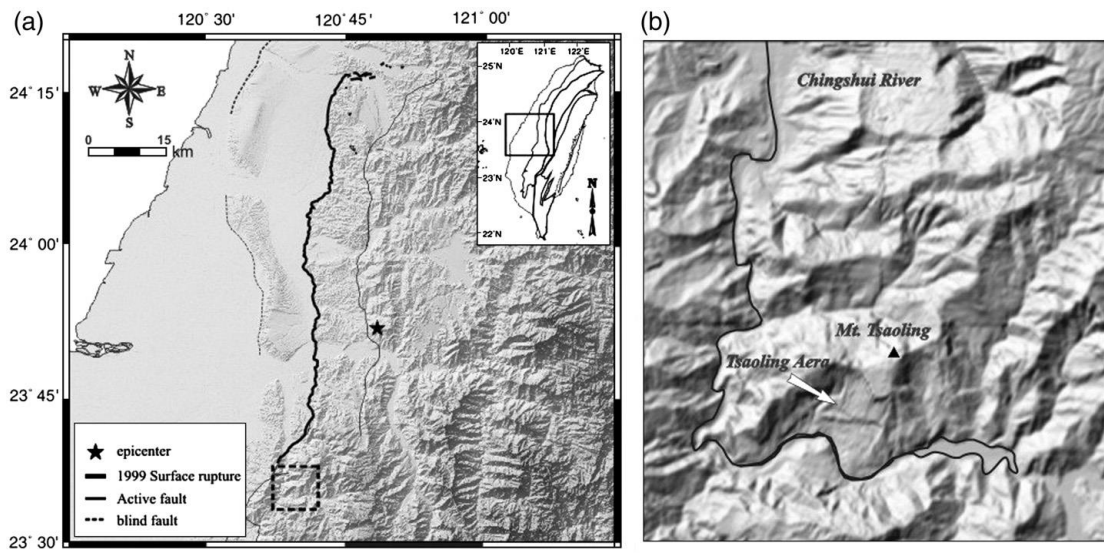 (a)
120° 30'
120° 45'
121° 00'
24° 15'
24° 00'
23° 45'
23° 30'
N
W
E
S
0
15
km
120°E
121°E
122°E
25°N
24°N
23°N
22°N
N
epicenter
1999 Surface rupture
Active fault
blind fault
(b)
Chingshui River
Mt. Tsaoling
Tsaoling Aera